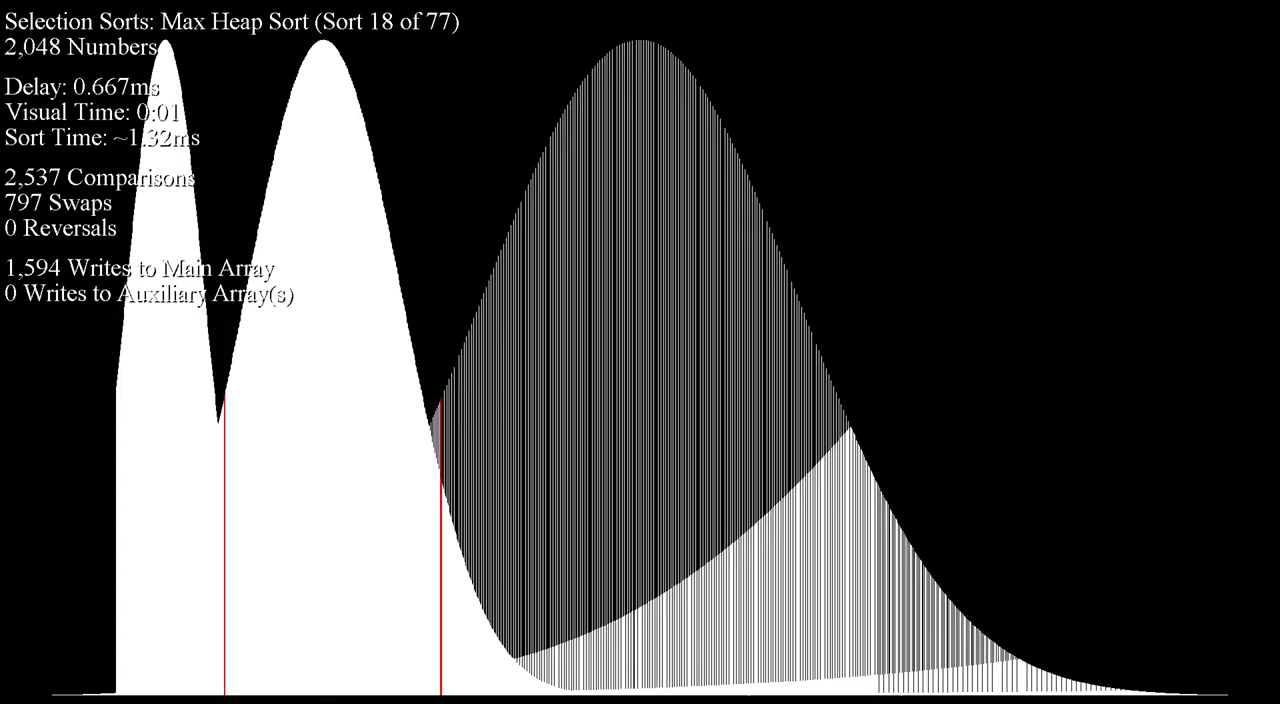 Selection Sorts: Max Heap Sort (Sort 18 of 77)
2,048 Numbers
Delay: 0.667ms
Visual Time: 0:01
Sort Time: ~1.32ms
2,537 Comparisons
797 Swaps
0 Reversals
1,594 Writes to Main Array
0 Writes to Auxiliary Array(s)